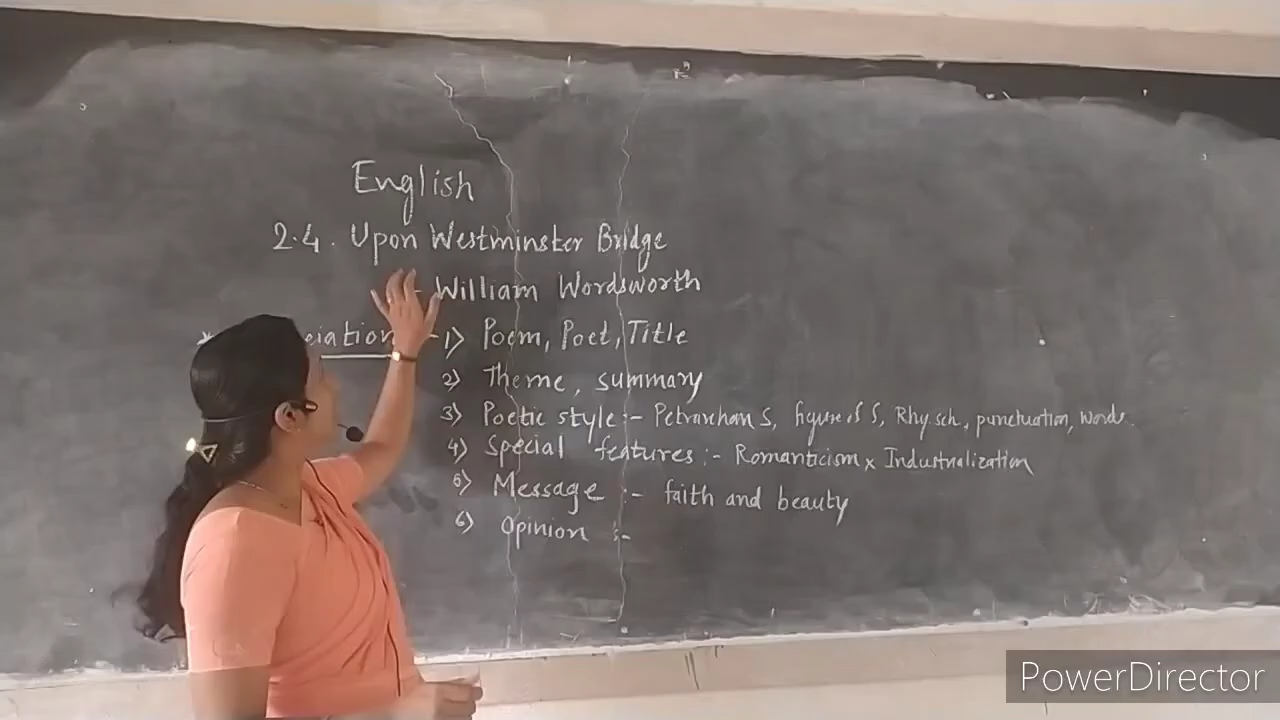 English
2.4. Upon Westminster Bridge
- William Wordsworth
1) Poem, Poet, Title
2) Theme, summary
3) Poetic style :- Petrarchan S, figure of S, Rhy. sch., punctuation, words.
4) Special features :- Romanticism x Industrialization
5) Message :- faith and beauty
6) Opinion :-
PowerDirector